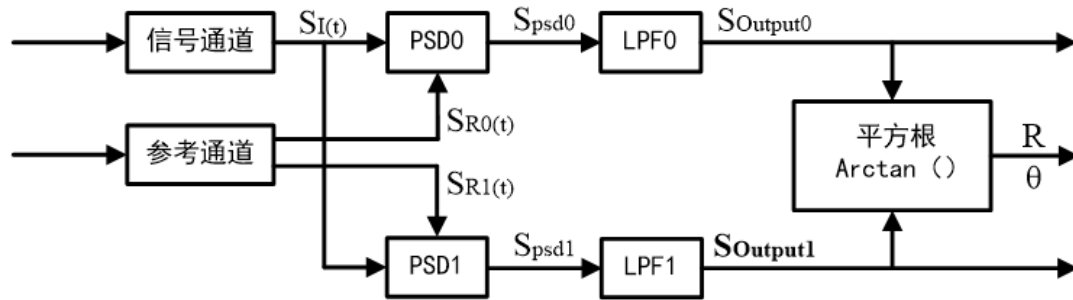 信号通道
SI(t)
PSD0
Spsd0
LPF0
SOutput0
SR0(t)
参考通道
平方根
Arctan ()
R
θ
SR1(t)
PSD1
Spsd1
LPF1
SOutput1